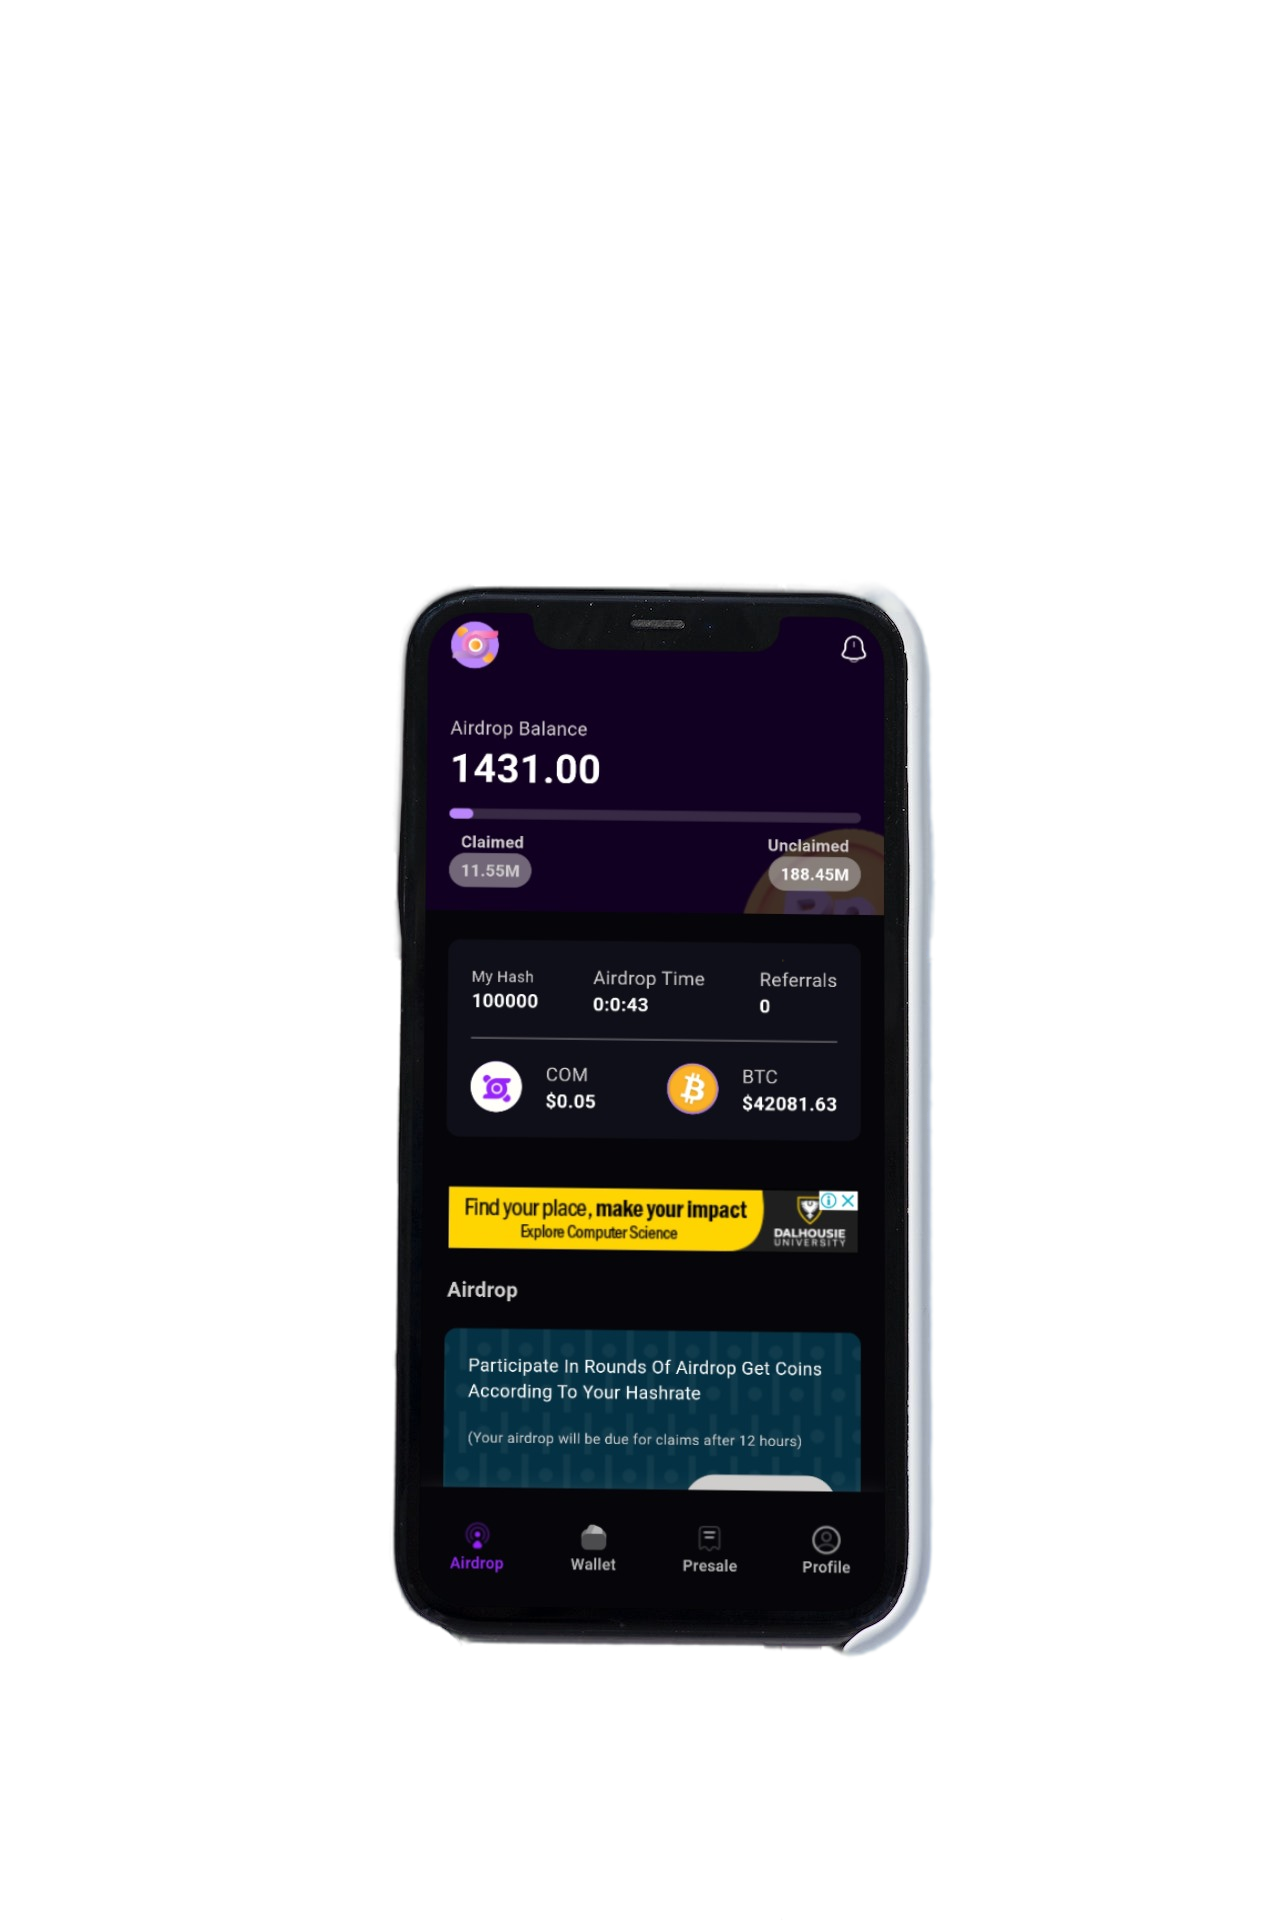 Airdrop Balance
1431.00
Claimed Unclaimed
11.55M 188.45M
My Hash Airdrop Time Referrals
100000 0:0:43 0
COM BTC
$0.05 $42081.63
Find your place, make your impact
Explore Computer Science
DALHOUSIE
UNIVERSITY
Airdrop
Participate In Rounds Of Airdrop Get Coins
According To Your Hashrate
(Your airdrop will be due for claims after 12 hours)
Airdrop Wallet Presale Profile